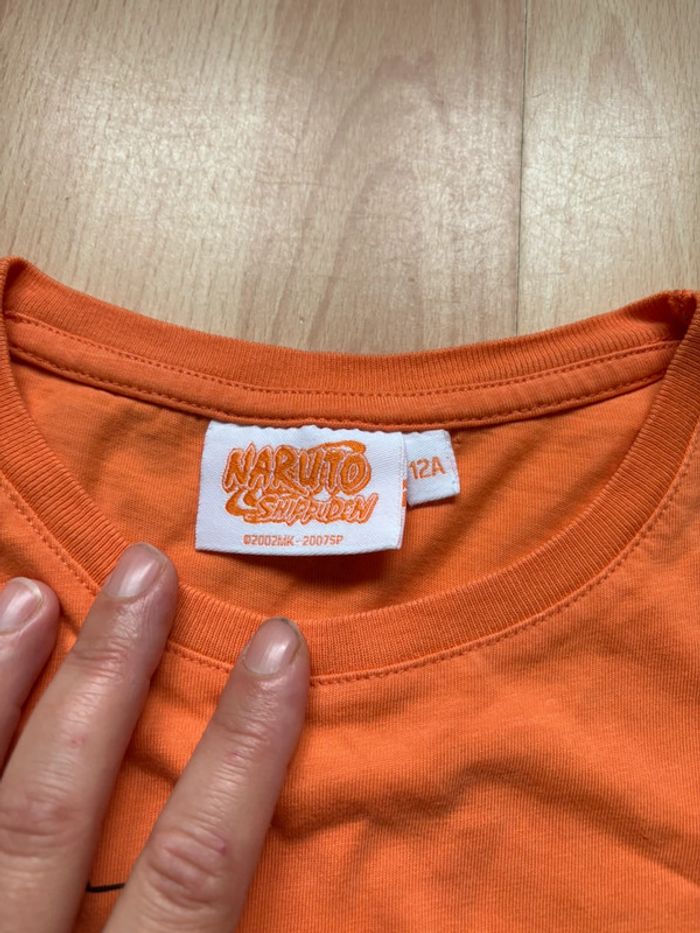 NARUTO
SHIPPUDEN
©2002MK - 2007SP
12A